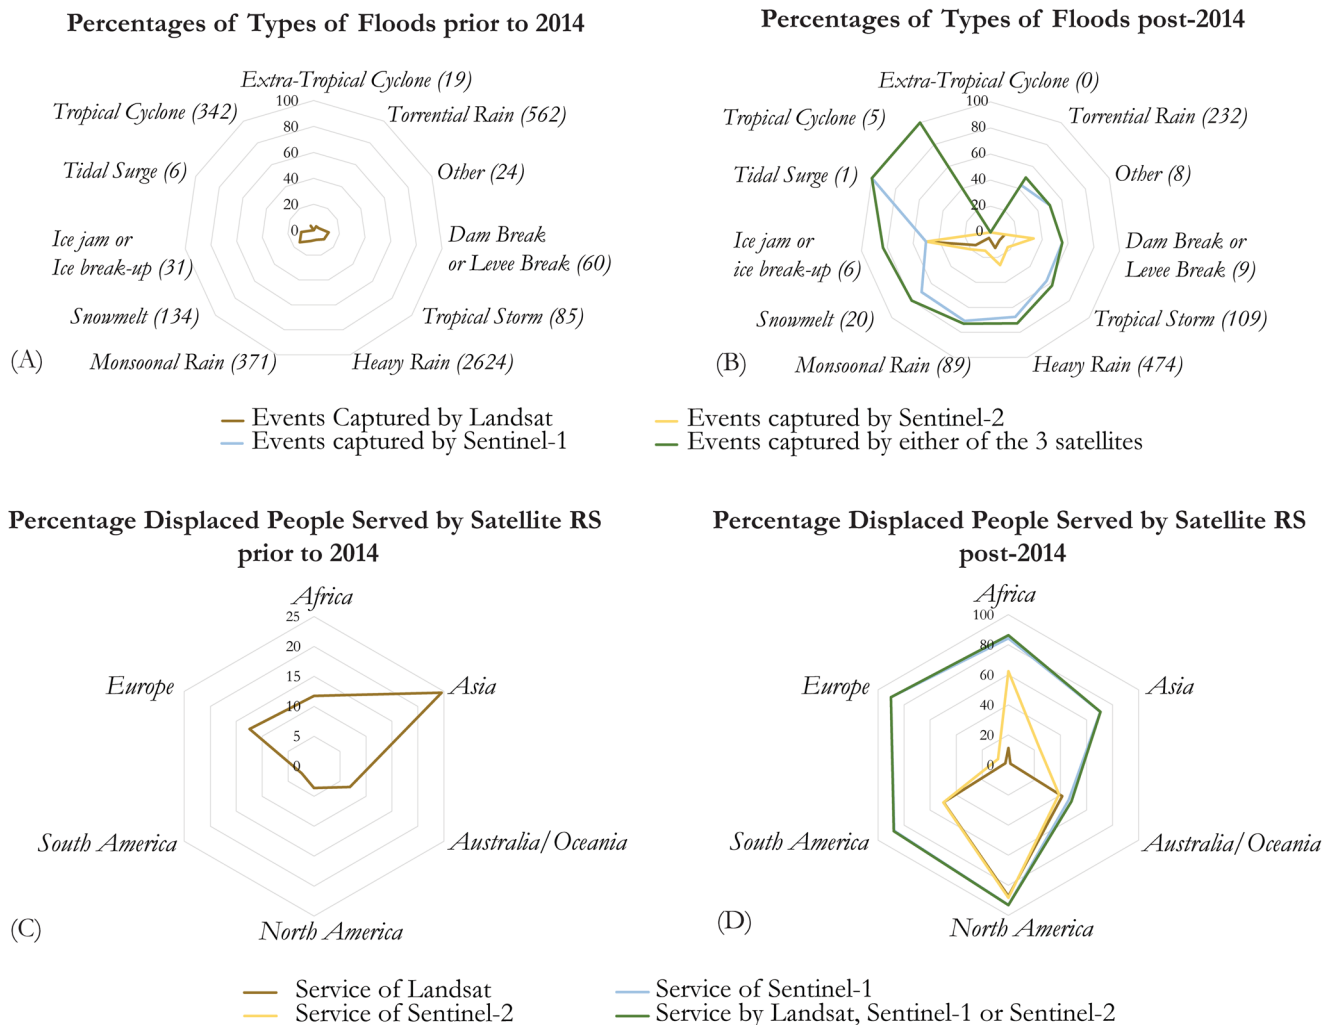 Percentages of Types of Floods prior to 2014
Extra-Tropical Cyclone (19)
Tropical Cyclone (342)
Torrential Rain (562)
Tidal Surge (6)
Other (24)
Ice jam or
Ice break-up (31)
Dam Break
or Levee Break (60)
Snowmelt (134)
Tropical Storm (85)
Monsoonal Rain (371)
Heavy Rain (2624)
100
80
60
40
20
0
(A)
Percentages of Types of Floods post-2014
Extra-Tropical Cyclone (0)
Tropical Cyclone (5)
Torrential Rain (232)
Tidal Surge (1)
Other (8)
Ice jam or
ice break-up (6)
Dam Break or
Levee Break (9)
Snowmelt (20)
Tropical Storm (109)
Monsoonal Rain (89)
Heavy Rain (474)
100
80
60
40
20
0
(B)
Events Captured by Landsat
Events captured by Sentinel-1
Events captured by Sentinel-2
Events captured by either of the 3 satellites
Percentage Displaced People Served by Satellite RS
prior to 2014
Africa
Europe
Asia
South America
Australia/Oceania
North America
25
20
15
10
5
0
(C)
Percentage Displaced People Served by Satellite RS
post-2014
Africa
Europe
Asia
South America
Australia/Oceania
North America
100
80
60
40
20
0
(D)
Service of Landsat
Service of Sentinel-2
Service of Sentinel-1
Service by Landsat, Sentinel-1 or Sentinel-2